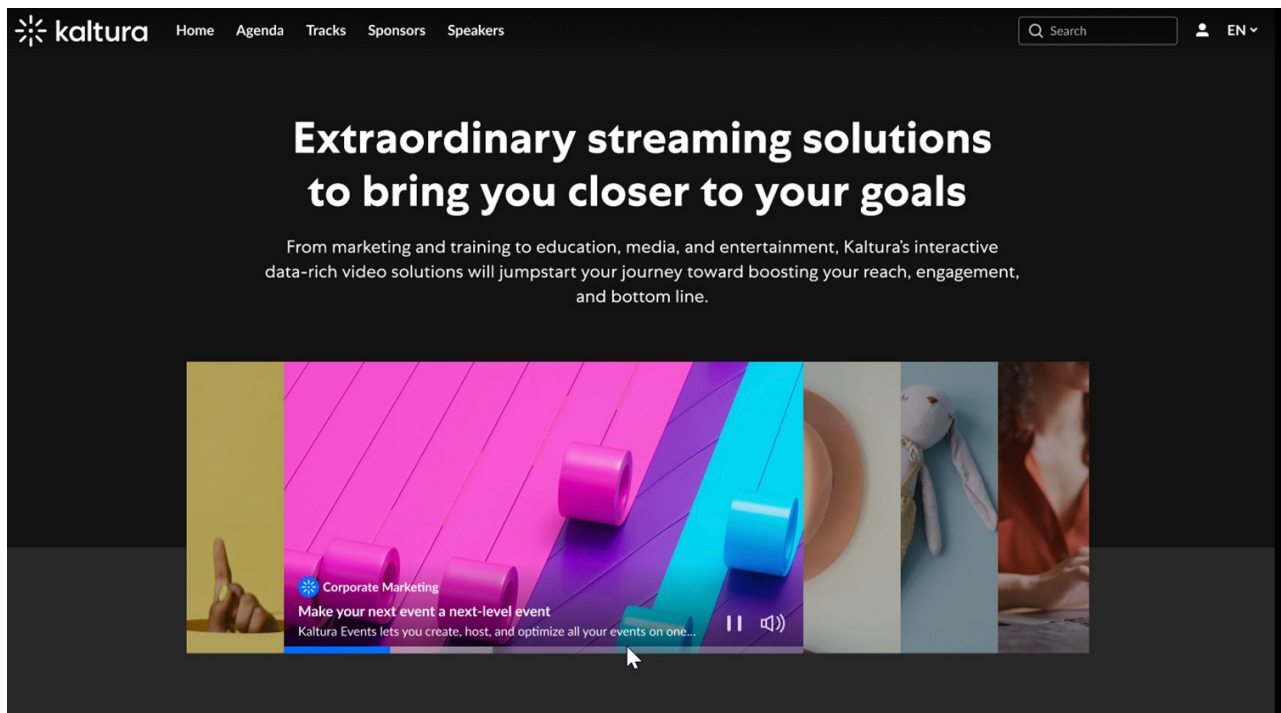 kaltura
Home Agenda Tracks Sponsors Speakers
Search
EN
Extraordinary streaming solutions
to bring you closer to your goals
From marketing and training to education, media, and entertainment, Kaltura's interactive
data-rich video solutions will jumpstart your journey toward boosting your reach, engagement,
and bottom line.
Corporate Marketing
Make your next event a next-level event
Kaltura Events lets you create, host, and optimize all your events on one...